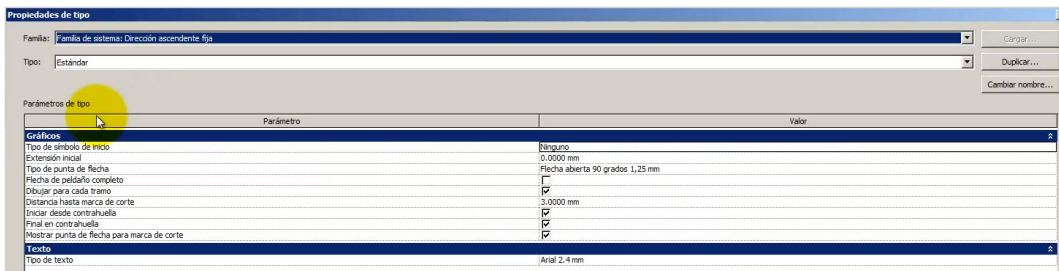 Propiedades de tipo
Familia: Familia de sistema: Dirección ascendente fija Cargar...
Tipo: Estándar Duplicar...
Cambiar nombre...
Parámetros de tipo
Parámetro Valor
Gráficos
Tipo de símbolo de inicio Ninguno
Extensión inicial 0.0000 mm
Tipo de punta de flecha Flecha abierta 90 grados 1,25 mm
Flecha de peldaño completo
Dibujar para cada tramo
Distancia hasta marca de corte 3.0000 mm
Iniciar desde contrahuella
Final en contrahuella
Mostrar punta de flecha para marca de corte
Texto
Tipo de texto Arial 2.4 mm